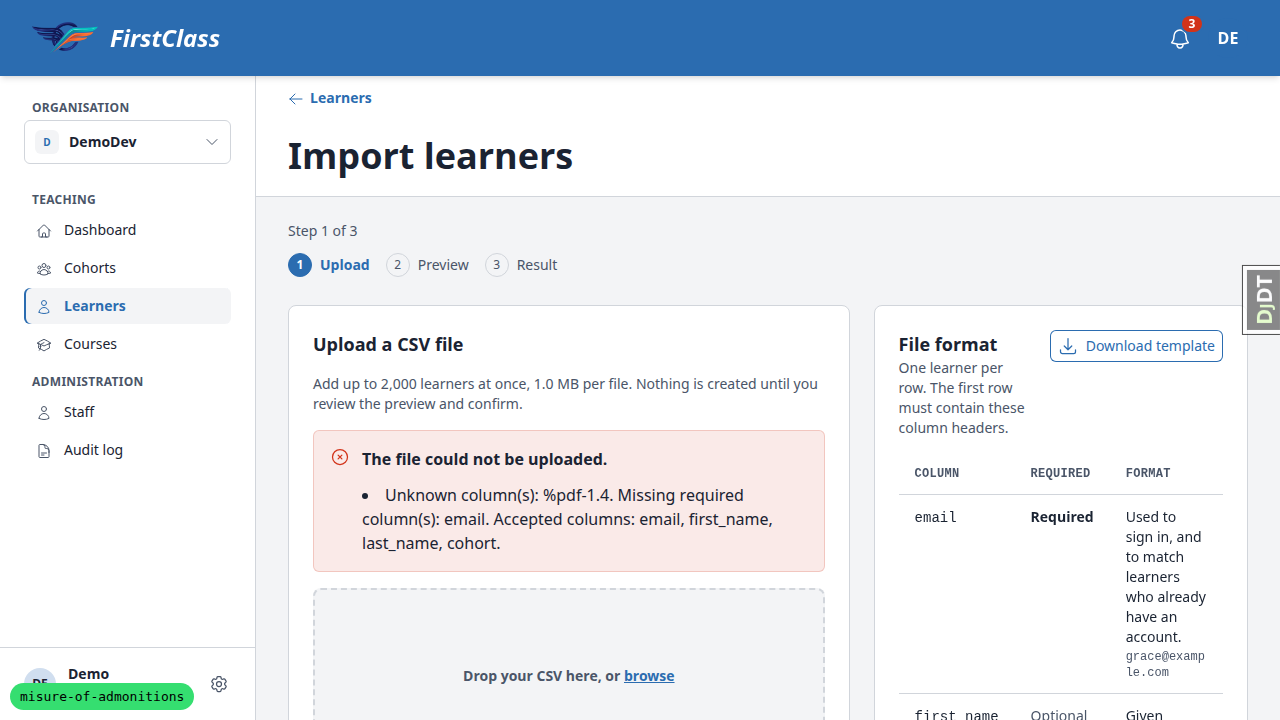 FirstClass
3
DE
ORGANISATION
D DemoDev
TEACHING
Dashboard
Cohorts
Learners
Courses
ADMINISTRATION
Staff
Audit log
Demo
misure-of-admonitions
Learners
Import learners
Step 1 of 3
1 Upload 2 Preview 3 Result
Upload a CSV file
Add up to 2,000 learners at once, 1.0 MB per file. Nothing is created until you
review the preview and confirm.
The file could not be uploaded.
• Unknown column(s): %pdf-1.4. Missing required
column(s): email. Accepted columns: email, first_name,
last_name, cohort.
Drop your CSV here, or browse
File format
Download template
One learner per
row. The first row
must contain these
column headers.
COLUMN REQUIRED FORMAT
email Required Used to
sign in, and
to match
learners
who already
have an
account.
grace@examp
le.com
first_name Optional Given
DJDT